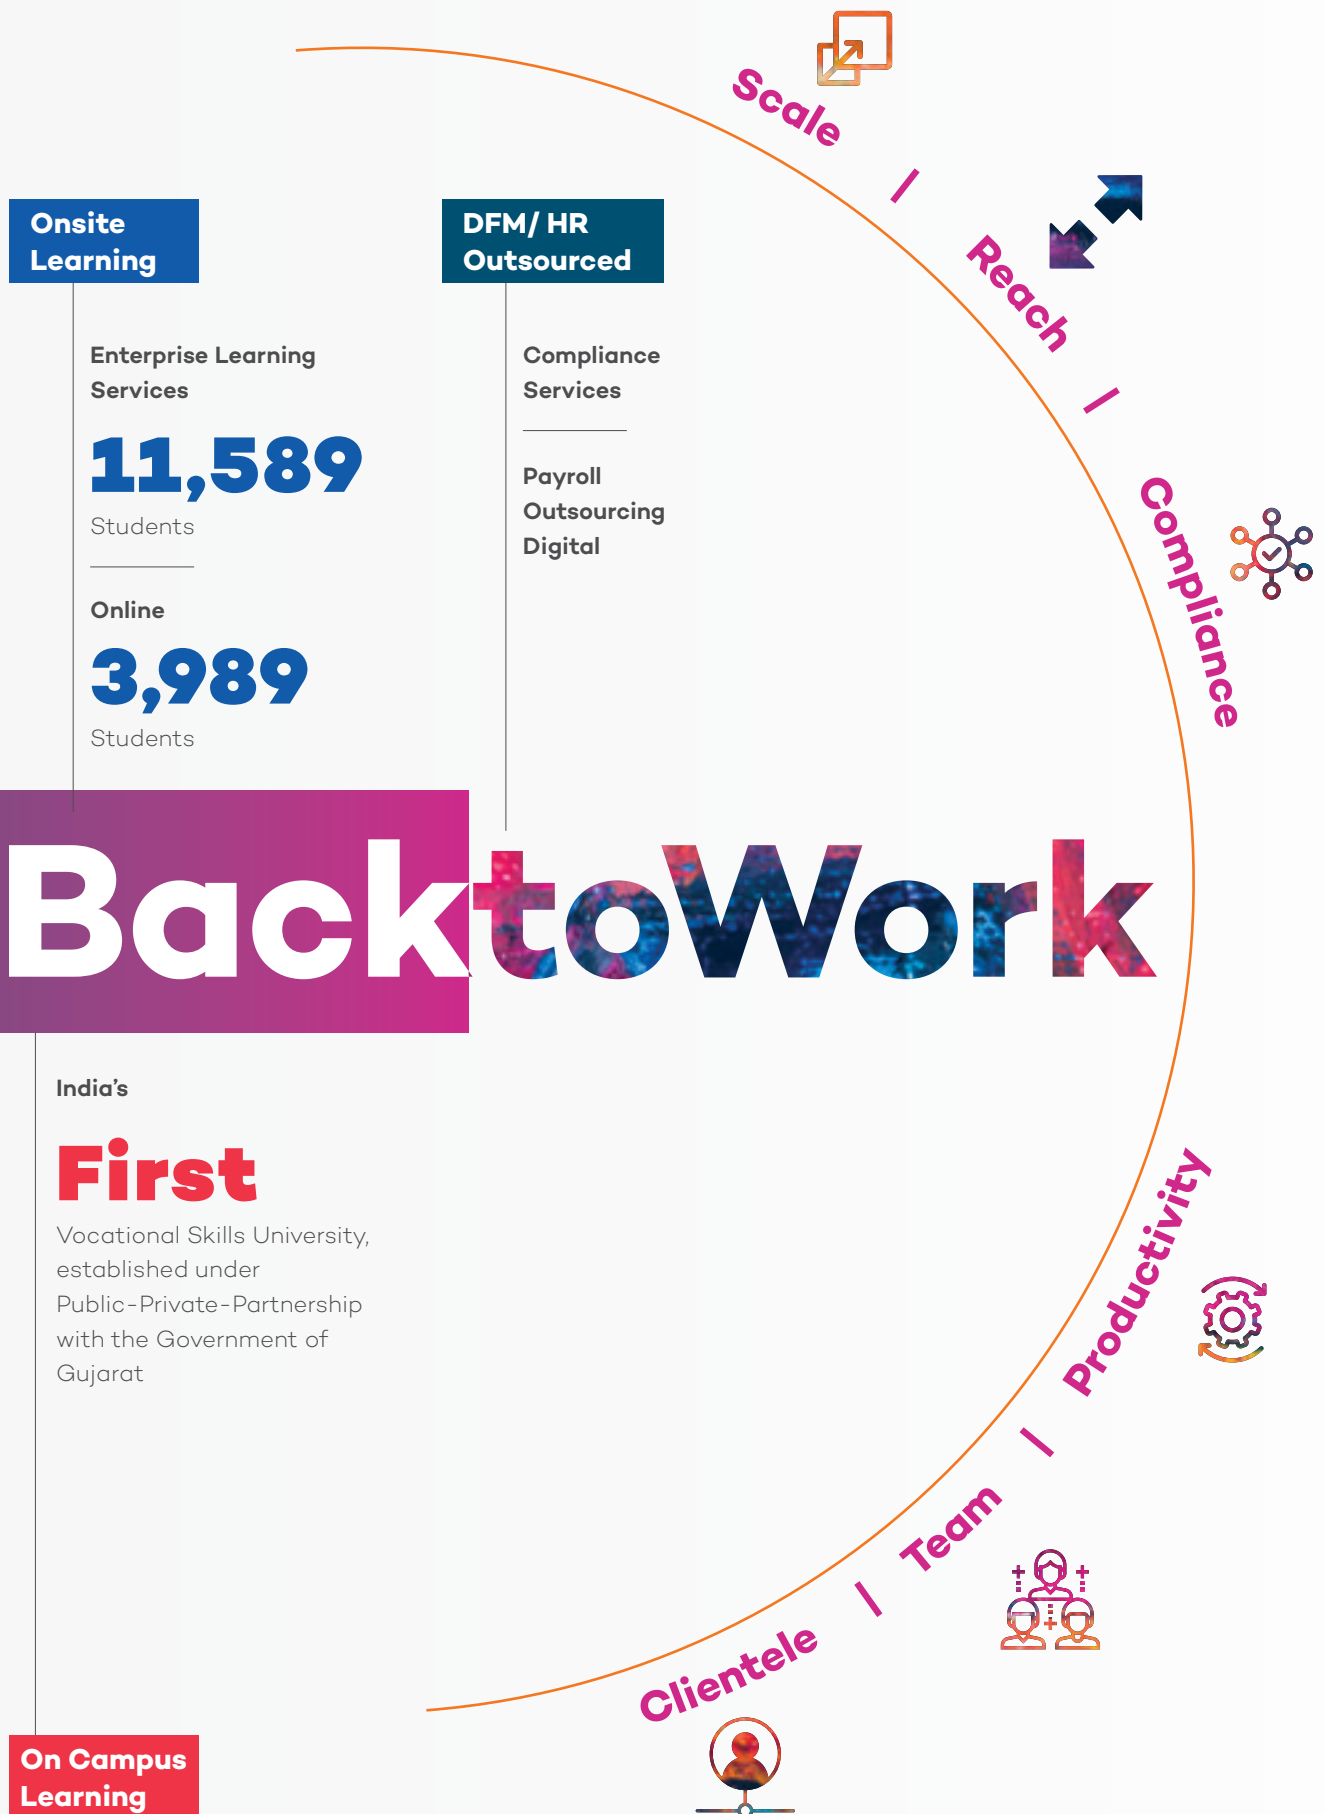 Onsite
Learning
Enterprise Learning
Services
11,589
Students
Online
3,989
Students
DFM/ HR
Outsourced
Compliance
Services
Payroll
Outsourcing
Digital
Scale | Reach | Compliance
BacktoWork
India’s
First
Vocational Skills University,
established under
Public-Private-Partnership
with the Government of
Gujarat
On Campus
Learning
Clientele | Team | Productivity